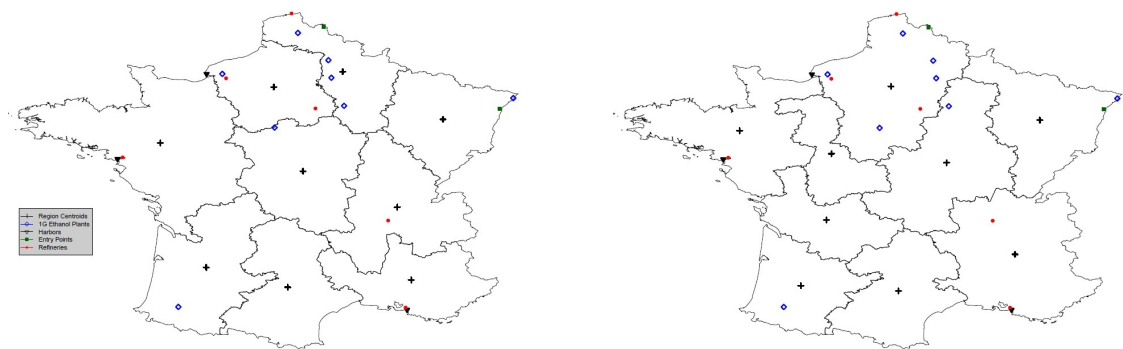 Region Centroids
1G Ethanol Plants
Harbors
Entry Points
Refineries